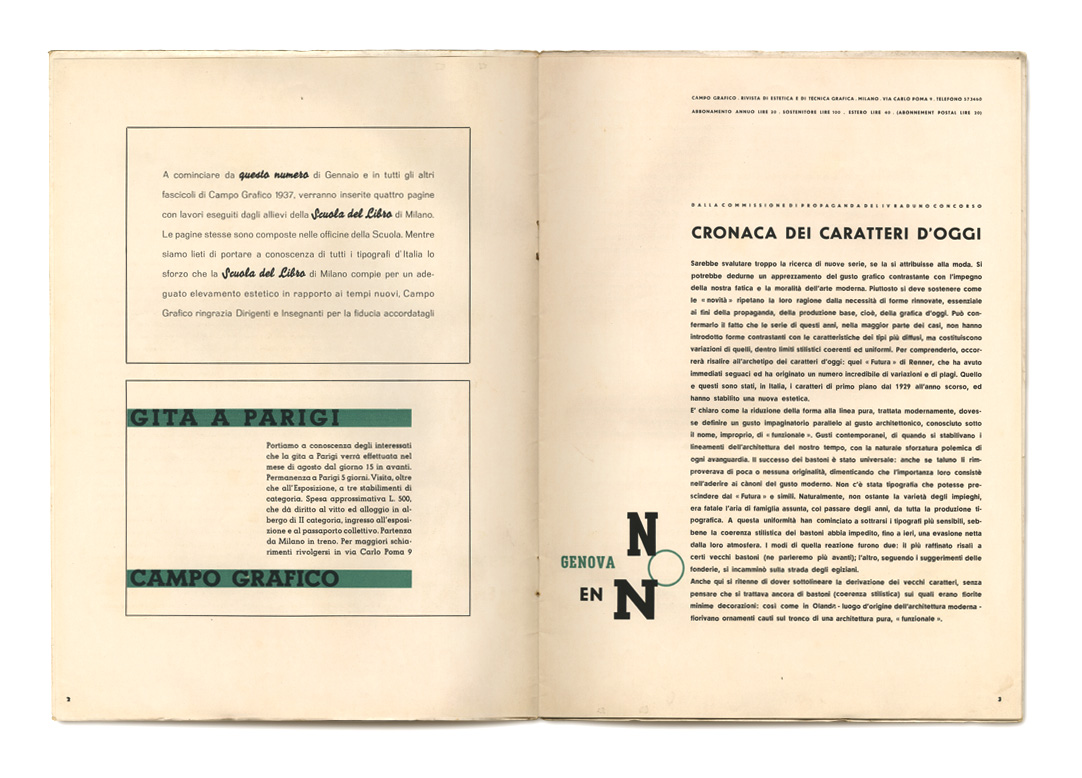 A cominciare da questo numero di Gennaio e in tutti gli altri
fascicoli di Campo Grafico 1937, verranno inserite quattro pagine
con lavori eseguiti dagli allievi della Scuola del Libro di Milano.
Le pagine stesse sono composte nelle officine della Scuola. Mentre
siamo lieti di portare a conoscenza di tutti i tipografi d'Italia lo
sforzo che la Scuola del Libro di Milano compie per un ade-
guato elevamento estetico in rapporto ai tempi nuovi, Campo
Grafico ringrazia Dirigenti e Insegnanti per la fiducia accordatagli
GITA A PARIGI
Portiamo a conoscenza degli interessati
che la gita a Parigi verrà effettuata nel
mese di agosto dal giorno 15 in avanti.
Permanenza a Parigi 5 giorni. Visita, oltre
che all'Esposizione, a tre stabilimenti di
categoria. Spesa approssimativa L. 500,
che dà diritto al vitto ed alloggio in al-
bergo di II categoria, ingresso all'esposi-
zione e al passaporto collettivo. Partenza
da Milano in treno. Per maggiori schia-
rimenti rivolgersi in via Carlo Poma 9
CAMPO GRAFICO
2
CAMPO GRAFICO . RIVISTA DI ESTETICA E DI TECNICA GRAFICA . MILANO . VIA CARLO POMA 9 . TELEFONO 573460
ABBONAMENTO ANNUO LIRE 50 . SOSTENITORE LIRE 100 . ESTERO LIRE 40 . (ABONNEMENT POSTAL LIRE 30)
DALLA COMMISSIONE DI PROPAGANDA DEL IV RADUNO CONCORSO
CRONACA DEI CARATTERI D'OGGI
Sarebbe svalutare troppo la ricerca di nuove serie, se la si attribuisse alla moda. Si
potrebbe dedurne un apprezzamento del gusto grafico contrastante con l'impegno
della nostra fatica e la moralità dell'arte moderna. Piuttosto si deve sostenere come
le « novità » ripetano la loro ragione dalla necessità di forme rinnovate, essenziale
ai fini della propaganda, della produzione base, cioè, della grafica d'oggi. Può con-
fermarlo il fatto che le serie di questi anni, nella maggior parte dei casi, non hanno
introdotto forme contrastanti con le caratteristiche dei tipi più diffusi, ma costituiscono
variazioni di quelli, dentro limiti stilistici coerenti ed uniformi. Per comprenderlo, occor-
rerà risalire all'archetipo dei caratteri d'oggi: quel « Futura » di Renner, che ha avuto
immediati seguaci ed ha originato un numero incredibile di variazioni e di plagi. Quello
e questi sono stati, in Italia, i caratteri di primo piano dal 1929 all'anno scorso, ed
hanno stabilito una nuova estetica.
E' chiaro come la riduzione della forma alla linea pura, trattata modernamente, doves-
se definire un gusto impaginatorio parallelo al gusto architettonico, conosciuto sotto
il nome, improprio, di « funzionale ». Gusti contemporanei, di quando si stabilivano i
lineamenti dell'architettura del nostro tempo, con la naturale sforzatura polemica di
ogni avanguardia. Il successo dei bastoni è stato universale: anche se taluno li rim-
proverava di poca o nessuna originalità, dimenticando che l'importanza loro consistè
nell'aderire ai cànoni del gusto moderno. Non c'è stata tipografia che potesse pre-
scindere dal « Futura » e simili. Naturalmente, non ostante la varietà degli impieghi,
era fatale l'aria di famiglia assunta, col passare degli anni, da tutta la produzione ti-
pografica. A questa uniformità han cominciato a sottrarsi i tipografi più sensibili, seb-
bene la coerenza stilistica dei bastoni abbia impedito, fino a ieri, una evasione netta
dalla loro atmosfera. I modi di quella reazione furono due: il più raffinato risalì a
certi vecchi bastoni (ne parleremo più avanti); l'altro, seguendo i suggerimenti delle
fonderie, si incamminò sulla strada degli egiziani.
Anche qui si ritenne di dover sottolineare la derivazione dei vecchi caratteri, senza
pensare che si trattava ancora di bastoni (coerenza stilistica) sui quali erano fiorite
minime decorazioni: così come in Olanda - luogo d'origine dell'architettura moderna -
fiorivano ornamenti cauti sul tronco di una architettura pura, « funzionale ».
N
GENOVA
EN N
3